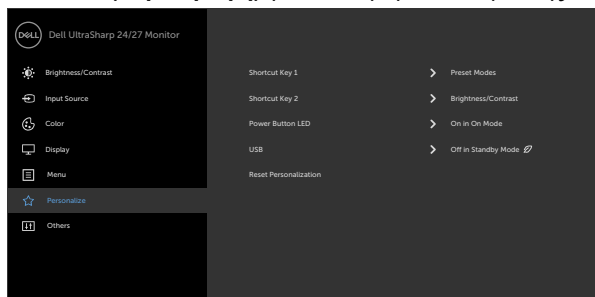 DELL Dell UltraSharp 24/27 Monitor
Brightness/Contrast Shortcut Key 1 Preset Modes
Input Source Shortcut Key 2 Brightness/Contrast
Color Power Button LED On in On Mode
Display USB Off in Standby Mode
Menu Reset Personalization
Personalize
Others